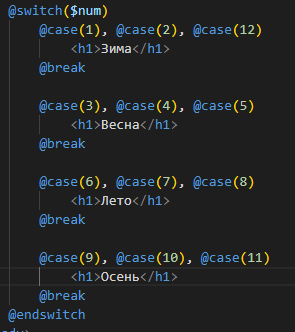 @switch($num)
@case(1), @case(2), @case(12)
<h1>Зима</h1>
@break
@case(3), @case(4), @case(5)
<h1>Весна</h1>
@break
@case(6), @case(7), @case(8)
<h1>Лето</h1>
@break
@case(9), @case(10), @case(11)
<h1>Осень</h1>
@break
@endswitch